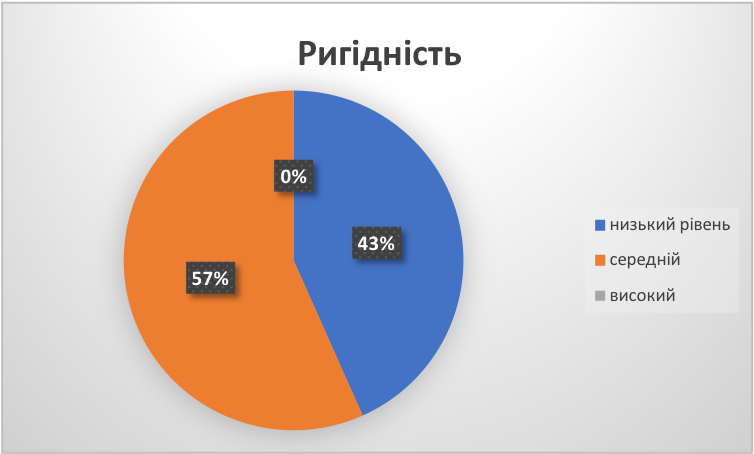 Ригідність
0%
43%
57%
низький рівень
середній
високий